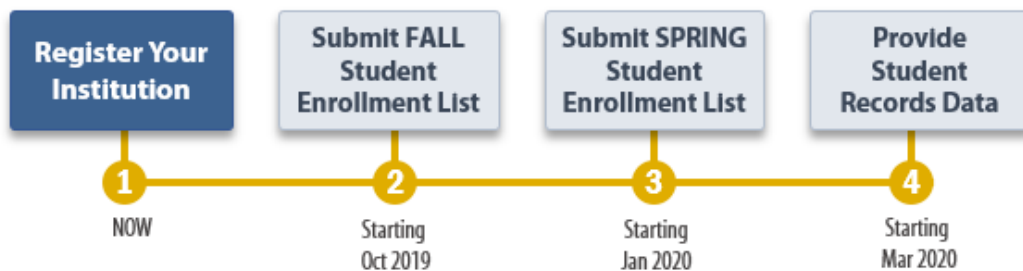 Register Your
Institution
Submit FALL
Student
Enrollment List
Submit SPRING
Student
Enrollment List
Provide
Student
Records Data
1
2
3
4
NOW
Starting
Oct 2019
Starting
Jan 2020
Starting
Mar 2020